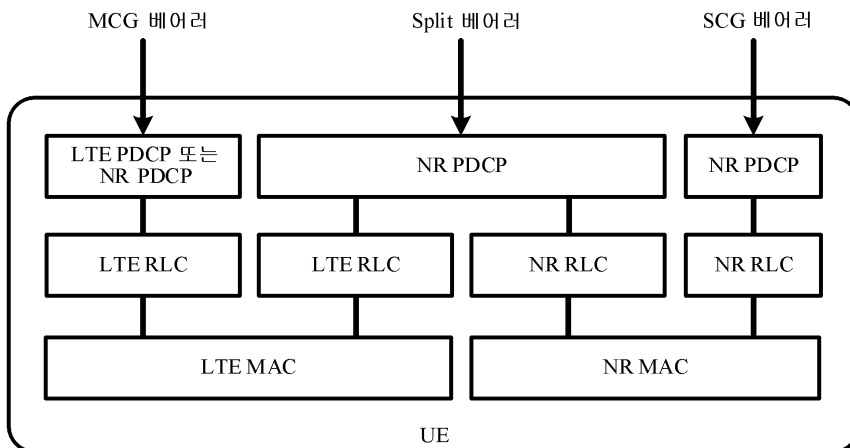 MCG 베어러
Split 베어러
SCG 베어러
LTE PDCP 또는
NR PDCP
NR PDCP
NR PDCP
LTE RLC
LTE RLC
NR RLC
NR RLC
LTE MAC
NR MAC
UE